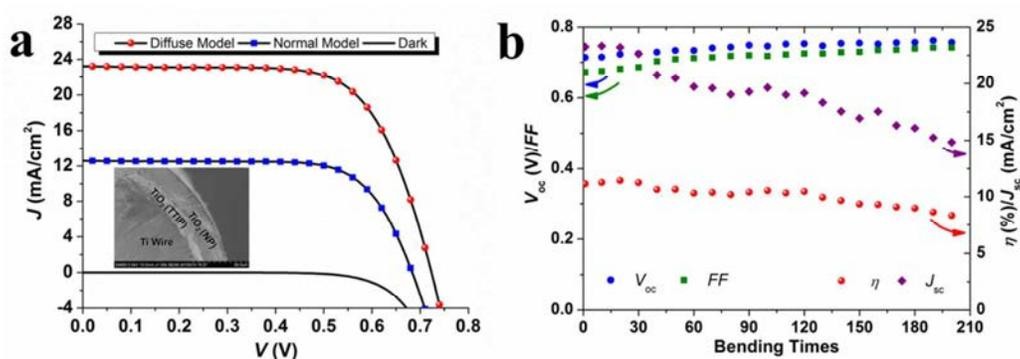 a
28
24
20
16
12
8
4
0
-4
J (mA/cm²)
Diffuse Model Normal Model Dark
TiO₂ (TTIP)
TiO₂ (NP)
Ti Wire
0.0 0.1 0.2 0.3 0.4 0.5 0.6 0.7 0.8
V (V)
b
0.8
0.6
0.4
0.2
0.0
Voc (V)/FF
25
20
15
10
5
0
η (%)/Jsc (mA/cm²)
Voc FF η Jsc
0 30 60 90 120 150 180 210
Bending Times